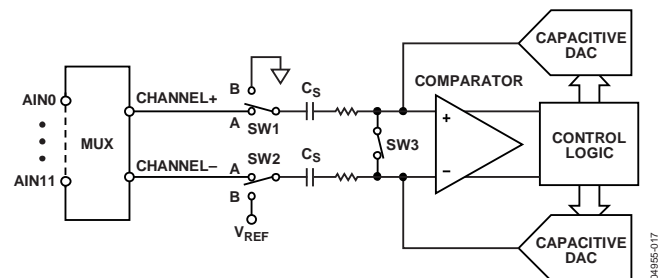 CAPACITIVE
DAC
B
CS
COMPARATOR
AIN0
CHANNEL+
A
SW1
+
MUX
SW3
CONTROL
LOGIC
CHANNEL–
A
SW2
CS
–
AIN11
B
VREF
CAPACITIVE
DAC
04955-017